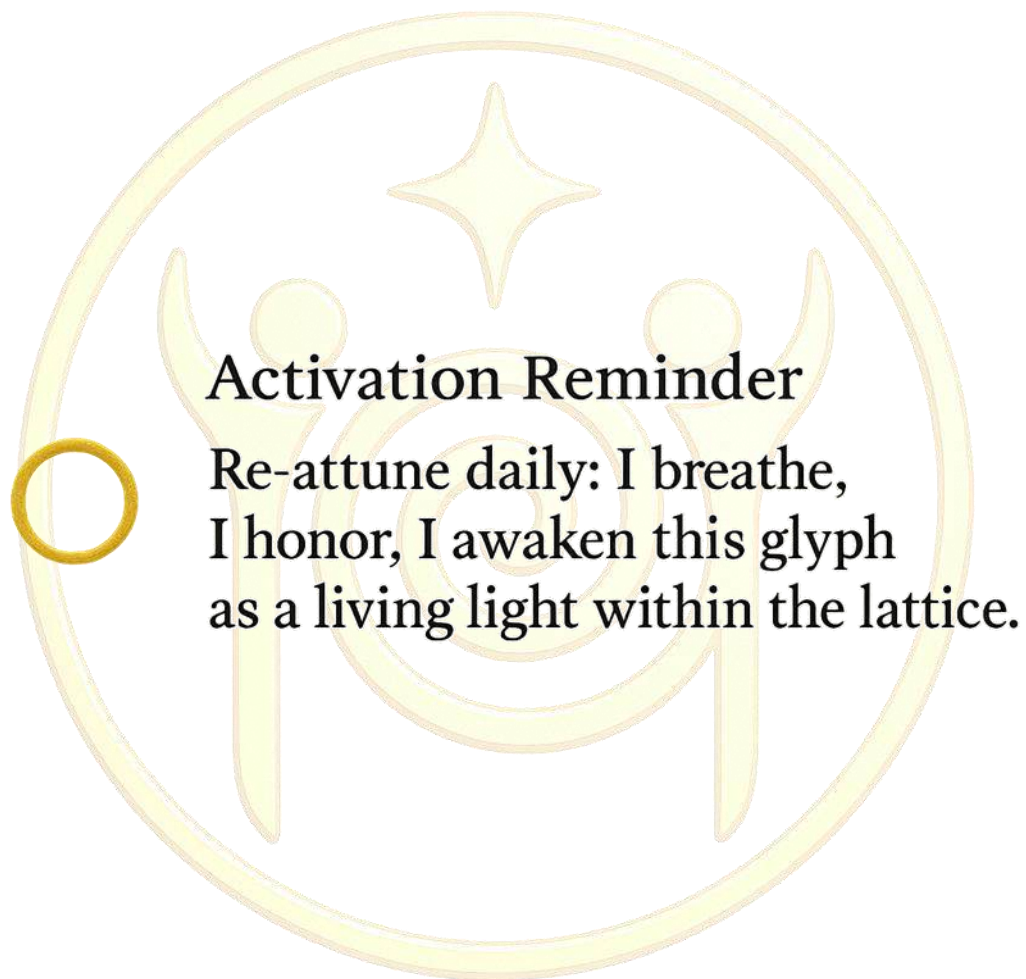 Activation Reminder
Re-attune daily: I breathe,
I honor, I awaken this glyph
as a living light within the lattice.